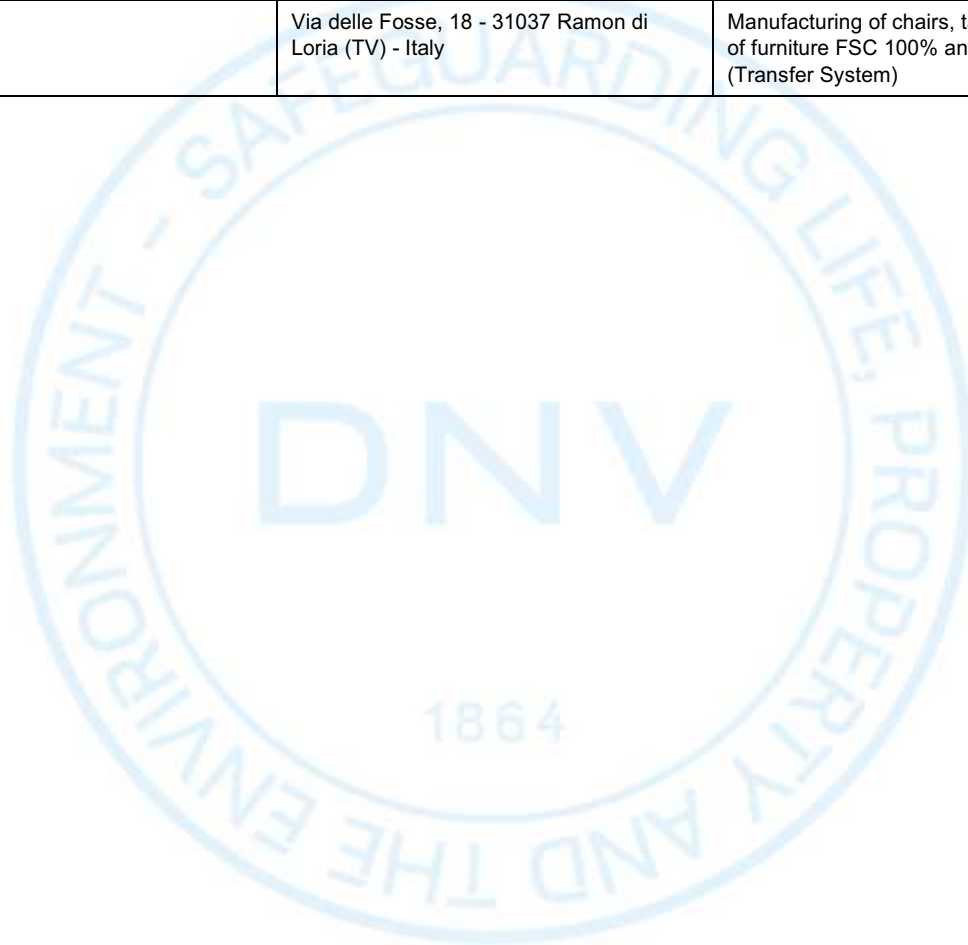 Via delle Fosse, 18 - 31037 Ramon di
Loria (TV) - Italy
Manufacturing of chairs,
of furniture FSC 100%
(Transfer System)
SAFEGUARDING LIFE, PROPERTY AND THE ENVIRONMENT -
DNV
1864